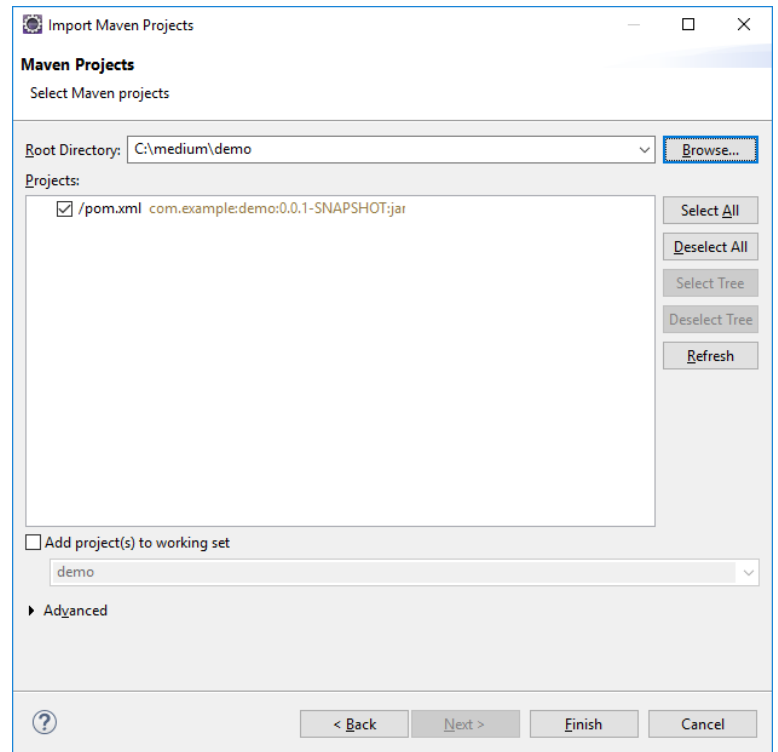 Import Maven Projects
Maven Projects
Select Maven projects
Root Directory: C:\medium\demo Browse...
Projects:
/pom.xml com.example:demo:0.0.1-SNAPSHOT:jar
Select All
Deselect All
Select Tree
Deselect Tree
Refresh
Add project(s) to working set
demo
Advanced
? < Back Next > Finish Cancel